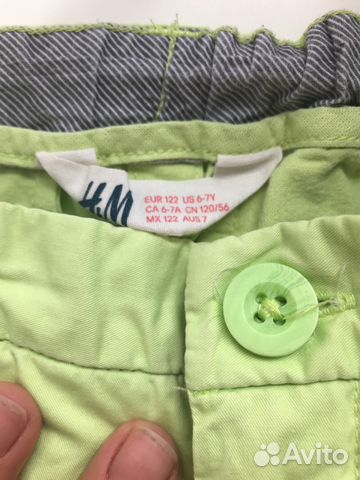 H&M
EUR 122 US 6-7Y
CA 6-7A CN 120/56
MX 122 AUS 7
Avito